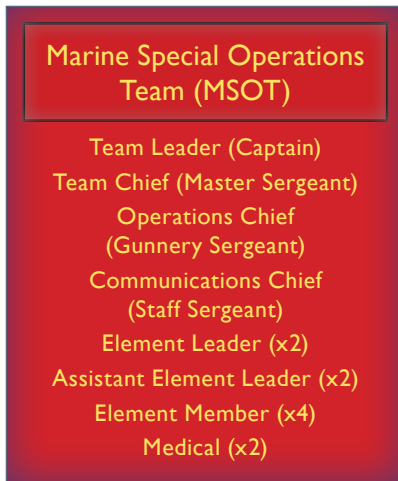 Marine Special Operations
Team (MSOT)
Team Leader (Captain)
Team Chief (Master Sergeant)
Operations Chief
(Gunnery Sergeant)
Communications Chief
(Staff Sergeant)
Element Leader (x2)
Assistant Element Leader (x2)
Element Member (x4)
Medical (x2)